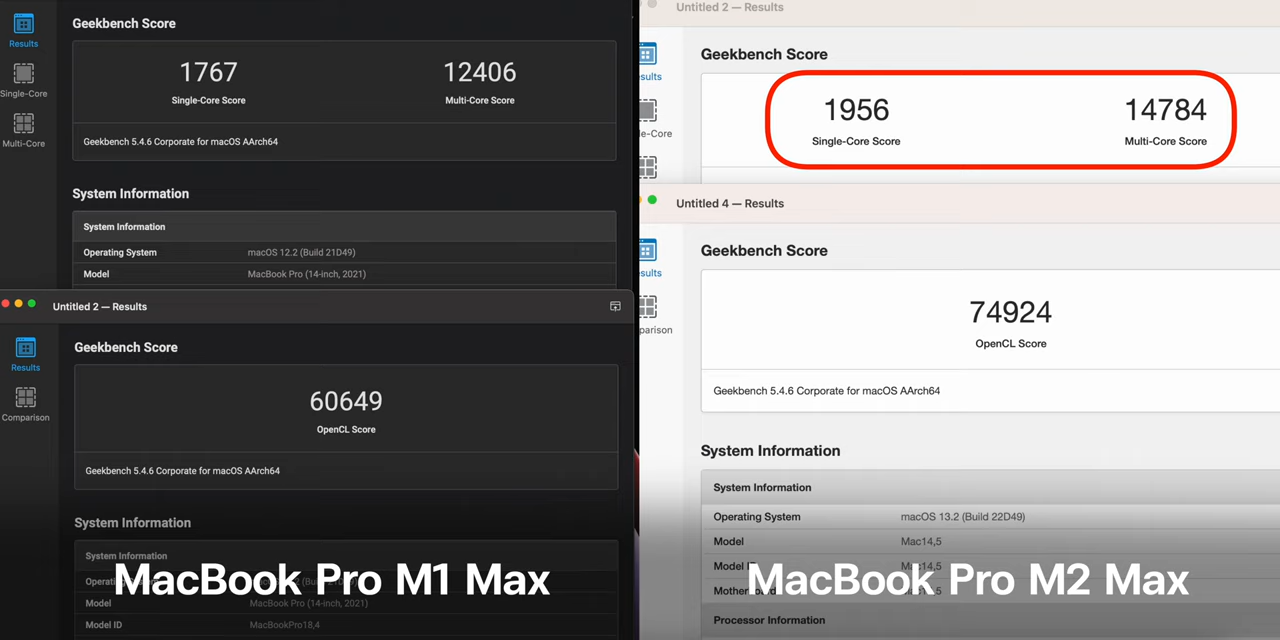 Results
Single-Core
Multi-Core
Geekbench Score
1767
12406
Single-Core Score
Multi-Core Score
Geekbench 5.4.6 Corporate for macOS AArch64
System Information
System Information
Operating System macOS 12.2 (Build 21D49)
Model MacBook Pro (14-inch, 2021)
Untitled 2 — Results
Results
Comparison
Geekbench Score
60649
OpenCL Score
Geekbench 5.4.6 Corporate for macOS AArch64
System Information
System Information
Model MacBook Pro (14-inch, 2021)
Model ID MacBookPro18,4
MacBook Pro M1 Max
Untitled 2 — Results
sults
le-Core
Geekbench Score
1956
14784
Single-Core Score
Multi-Core Score
Untitled 4 — Results
sults
parison
Geekbench Score
74924
OpenCL Score
Geekbench 5.4.6 Corporate for macOS AArch64
System Information
System Information
Operating System macOS 13.2 (Build 22D49)
Model Mac14,5
Processor Information
MacBook Pro M2 Max